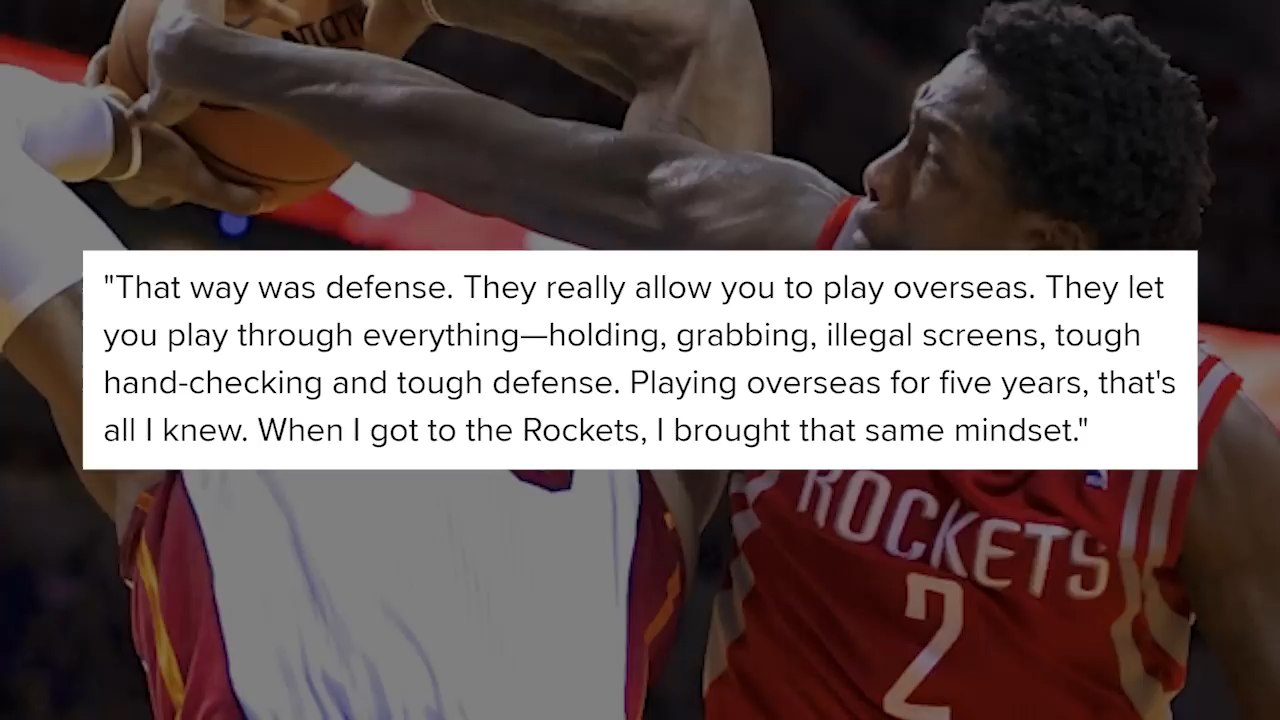 "That way was defense. They really allow you to play overseas. They let
you play through everything—holding, grabbing, illegal screens, tough
hand-checking and tough defense. Playing overseas for five years, that's
all I knew. When I got to the Rockets, I brought that same mindset."
ROCKETS
2